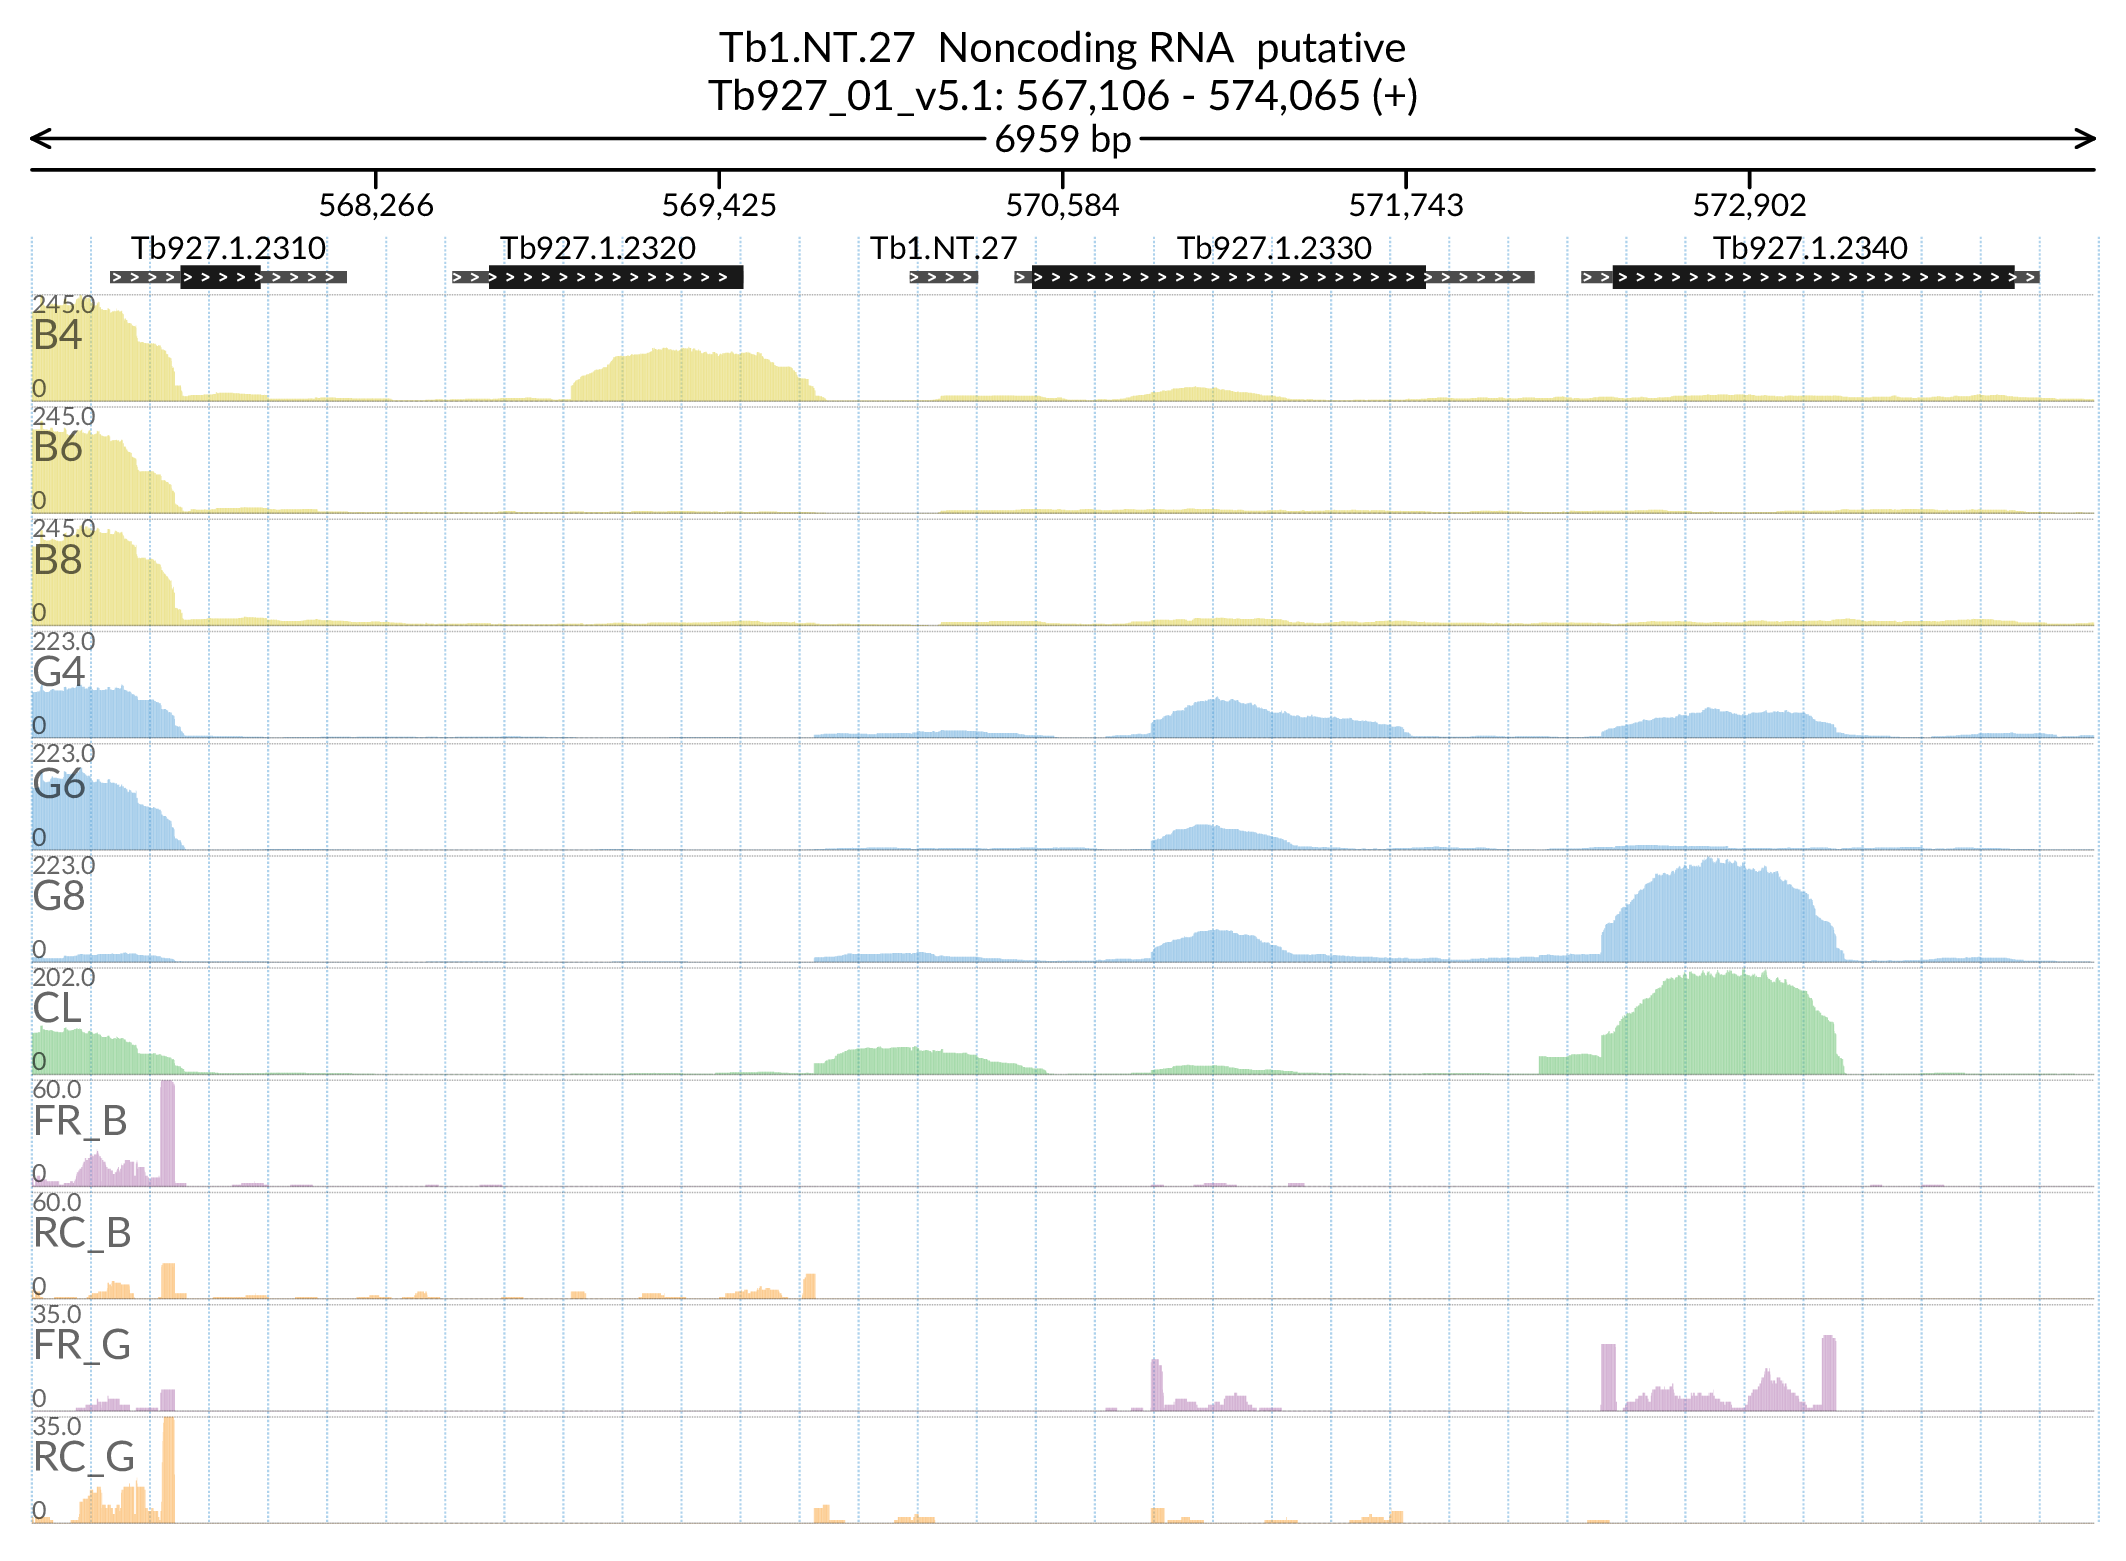 Tb1.NT.27 Noncoding RNA putative
Tb927_01_v5.1: 567,106 - 574,065 (+)
6959 bp
568,266 569,425 570,584 571,743 572,902
Tb927.1.2310 Tb927.1.2320 Tb1.NT.27 Tb927.1.2330 Tb927.1.2340
245.0
B4
0
245.0
B6
0
245.0
B8
0
223.0
G4
0
223.0
G6
0
223.0
G8
0
202.0
CL
0
60.0
FR_B
0
60.0
RC_B
0
35.0
FR_G
0
35.0
RC_G
0